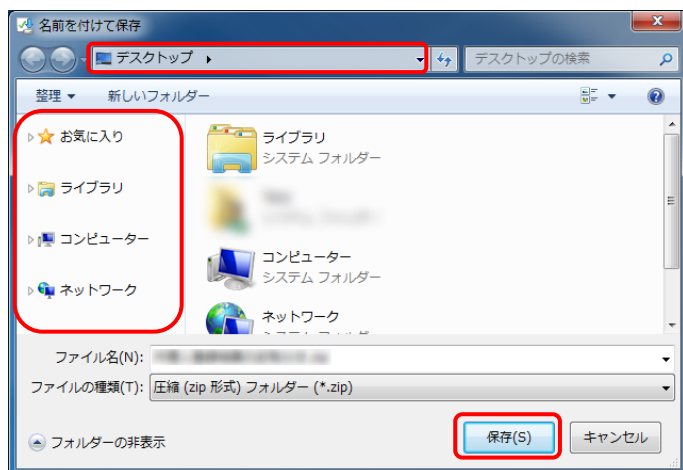 名前を付けて保存
デスクトップ
デスクトップの検索
整理 新しいフォルダー
お気に入り
ライブラリ
コンピューター
ネットワーク
ライブラリ
システム フォルダー
コンピューター
システム フォルダー
ネットワーク
ファイル名(N):
ファイルの種類(T): 圧縮 (zip 形式) フォルダー (*.zip)
フォルダーの非表示
保存(S)
キャンセル